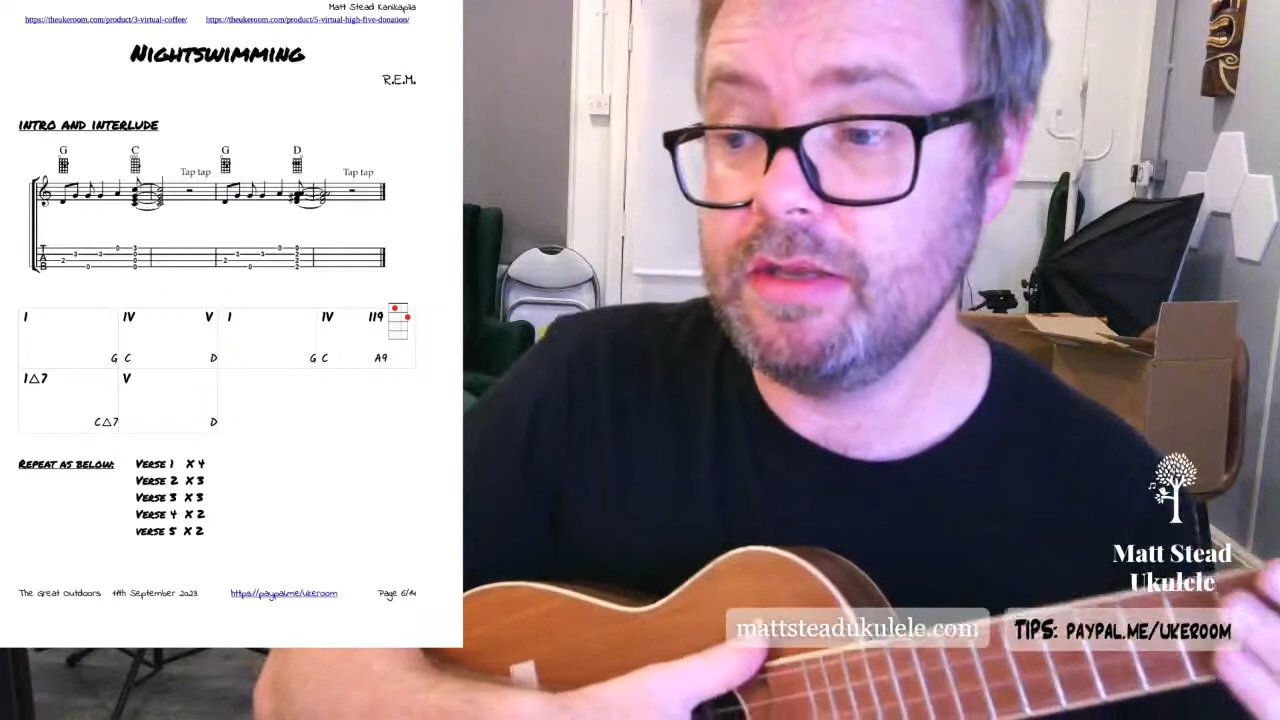 Matt Stead Kanikapila
https://theukeroom.com/product/3-virtual-coffee/ https://theukeroom.com/product/5-virtual-high-five-donation/
Nightswimming
R.E.M.
INTRO AND INTERLUDE
G C G D
Tap tap Tap tap
I IV V I IV II9
G C D G C A9
I△7 V
C△7 D
REPEAT AS BELOW: VERSE 1 X 4
VERSE 2 X 3
VERSE 3 X 3
VERSE 4 X 2
VERSE 5 X 2
The Great Outdoors September 2023 https://paypal.me/ukeroom Page 6/14
Matt Stead
Ukulele
mattsteadukulele.com
TIPS: PAYPAL.ME/UKEROOM